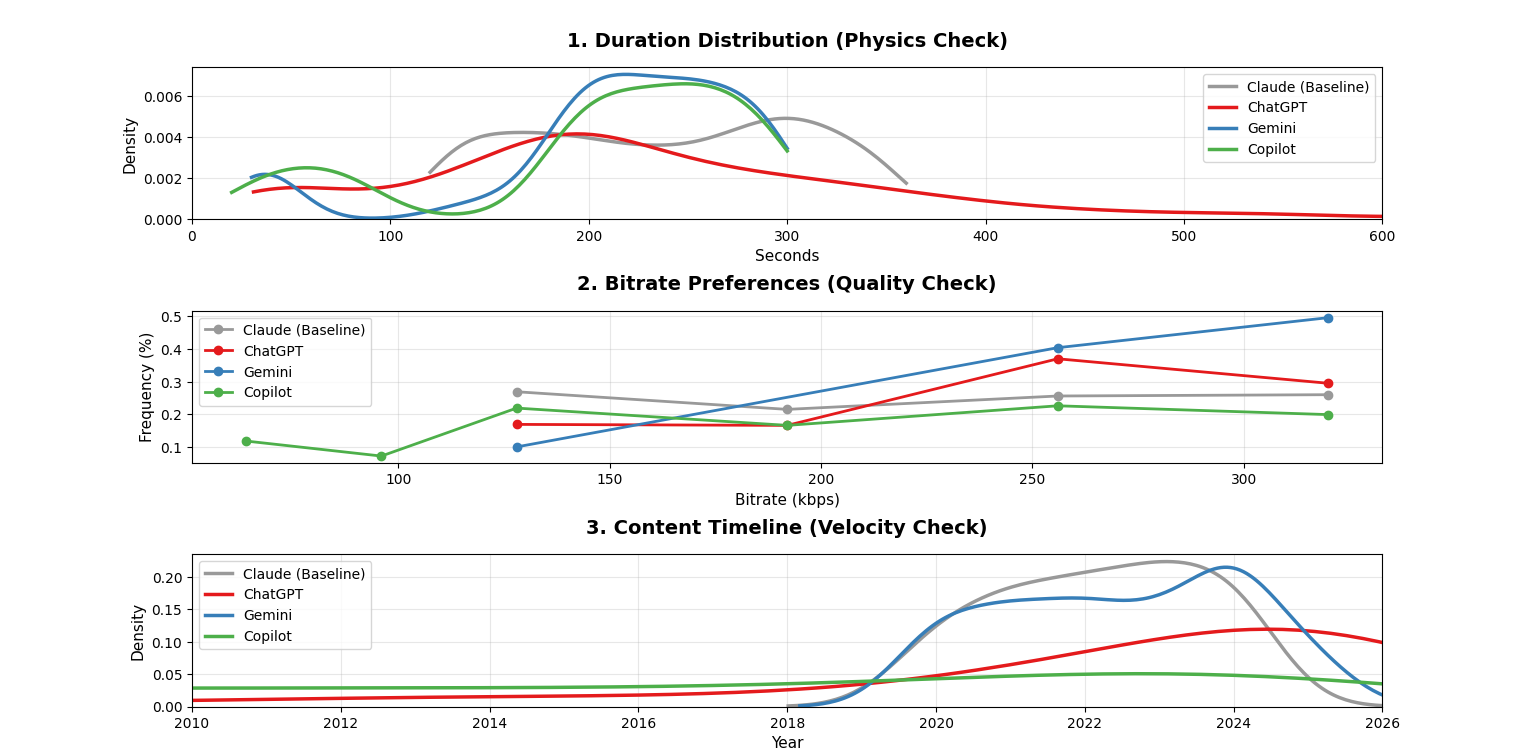 1. Duration Distribution (Physics Check)
Density
0.006
0.004
0.002
0.000
Claude (Baseline)
ChatGPT
Gemini
Copilot
0 100 200 300 400 500 600
Seconds
2. Bitrate Preferences (Quality Check)
Frequency (%)
0.5
0.4
0.3
0.2
0.1
Claude (Baseline)
ChatGPT
Gemini
Copilot
100 150 200 250 300
Bitrate (kbps)
3. Content Timeline (Velocity Check)
Density
0.20
0.15
0.10
0.05
0.00
Claude (Baseline)
ChatGPT
Gemini
Copilot
2010 2012 2014 2016 2018 2020 2022 2024 2026
Year